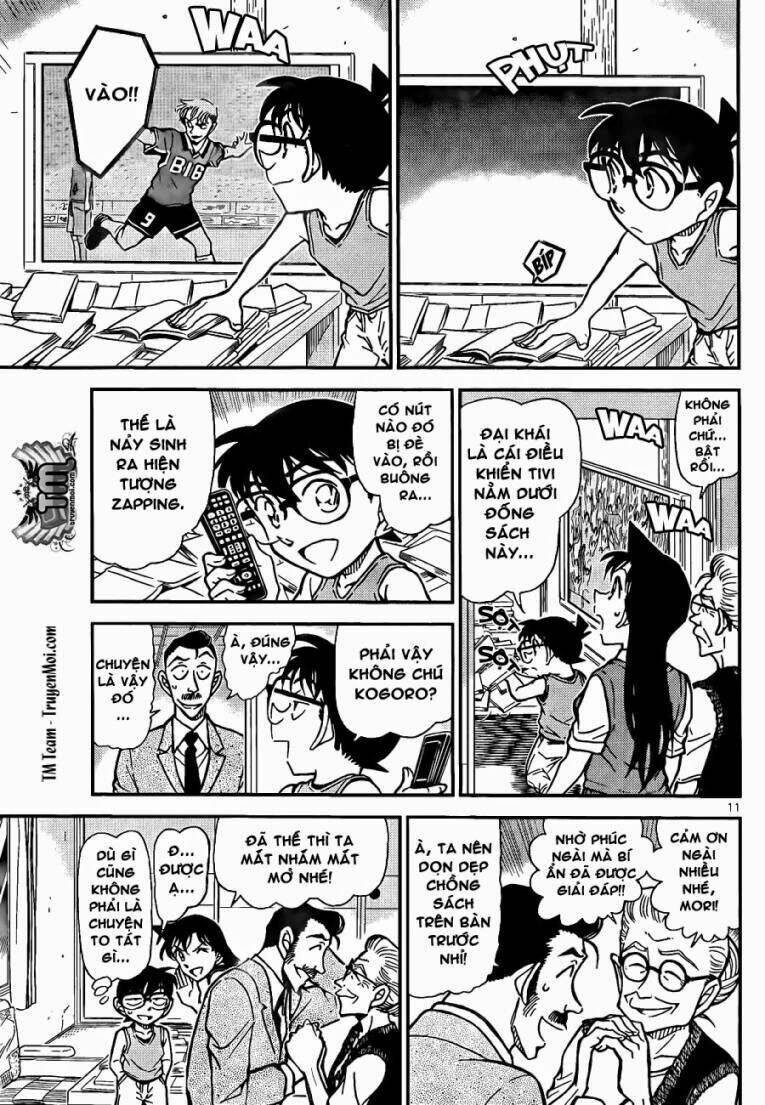 PHỤT
BÍP
WAA
VÀO!!
BIG
9
KHÔNG
PHẢI
CHỨ...
BẬT
RỒI...
WAA
WAA
ĐẠI KHÁI
LÀ CÁI ĐIỀU
KHIỂN TIVI
NẰM DƯỚI
ĐỐNG
SÁCH
NÀY...
SỌT
SỌT
CÓ NÚT
NÀO ĐÓ
BỊ ĐÈ
VÀO, RỒI
BUÔNG
RA...
THẾ LÀ
NẢY SINH
RA HIỆN
TƯỢNG
ZAPPING.
PHẢI VẬY
KHÔNG CHÚ
KOGORO?
À, ĐÚNG
VẬY...
CHUYỆN
LÀ VẬY
ĐÓ
...
11
CẢM ƠN
NGÀI
NHIỀU
NHÉ,
MORI!
NHỜ PHÚC
NGÀI MÀ BÍ
ẨN ĐÃ ĐƯỢC
GIẢI ĐÁP!!
À, TA NÊN
DỌN DẸP
CHỒNG
SÁCH
TRÊN BÀN
TRƯỚC
NHỈ!
ĐÃ THẾ THÌ TA
MẮT NHẮM MẮT
MỞ NHÉ!
Đ...
ĐƯỢC
Ạ...
DÙ GÌ
CŨNG
KHÔNG
PHẢI LÀ
CHUYỆN
TO TÁT
GÌ...
TM
truyenmoi.com
TM Team - TruyenMoi.com